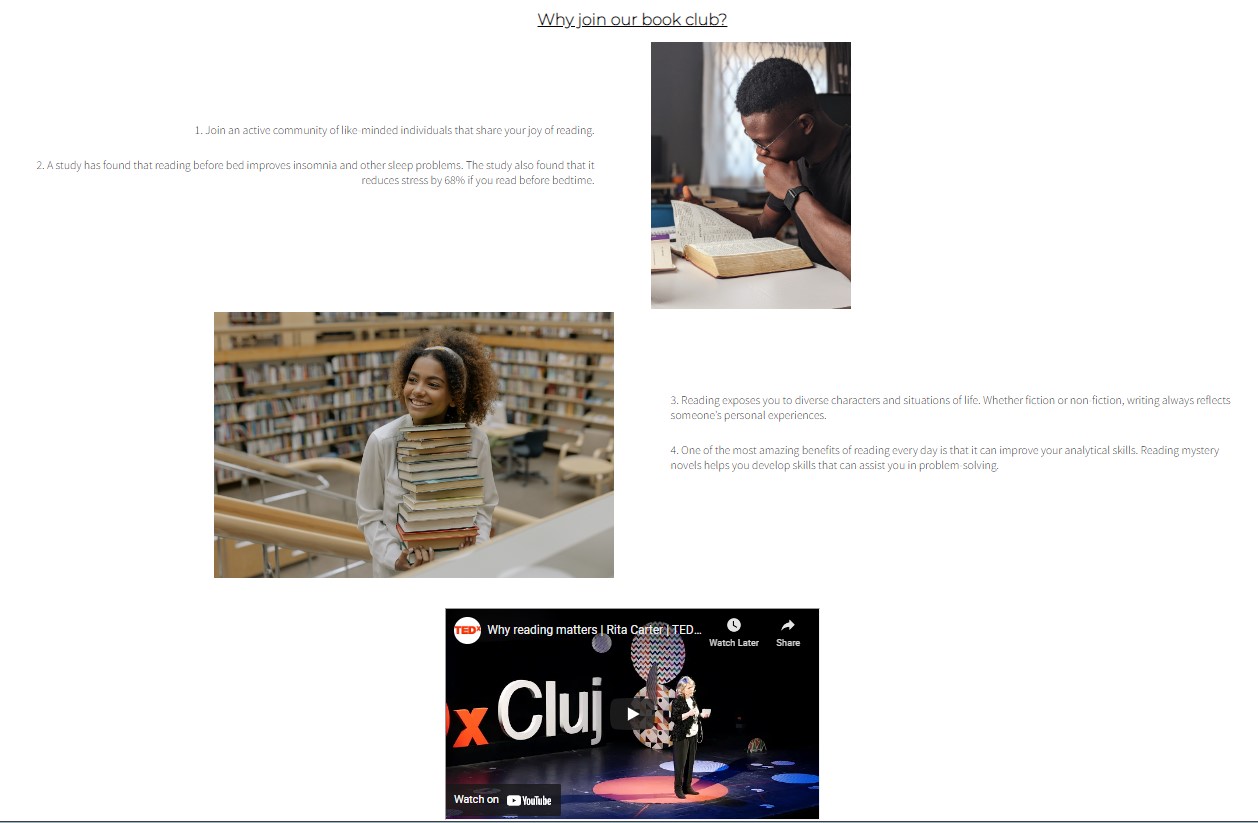 Why join our book club?
1. Join an active community of like-minded individuals that share your joy of reading.
2. A study has found that reading before bed improves insomnia and other sleep problems. The study also found that it
reduces stress by 68% if you read before bedtime.
3. Reading exposes you to diverse characters and situations of life. Whether fiction or non-fiction, writing always reflects
someone's personal experiences.
4. One of the most amazing benefits of reading every day is that it can improve your analytical skills. Reading mystery
novels helps you develop skills that can assist you in problem-solving.
TEDx Why reading matters | Rita Carter | TED...
Watch Later Share
x Cluj
Watch on YouTube